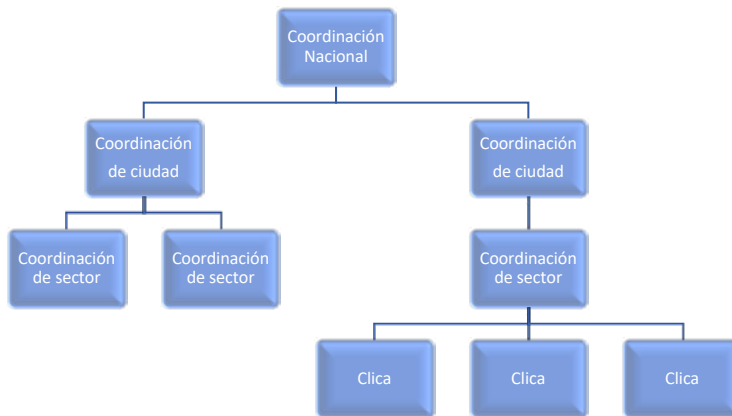 Coordinación
Nacional
Coordinación
de ciudad
Coordinación
de ciudad
Coordinación
de sector
Coordinación
de sector
Coordinación
de sector
Clica
Clica
Clica